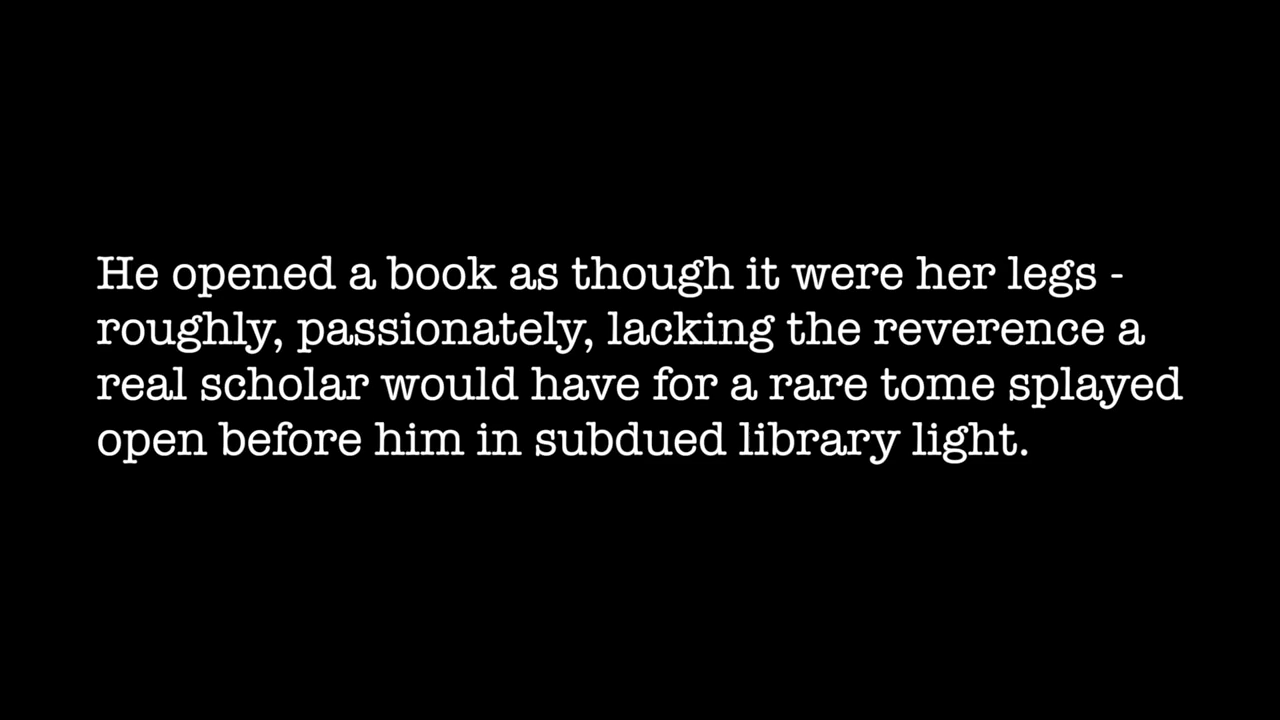 He opened a book as though it were her legs -
roughly, passionately, lacking the reverence a
real scholar would have for a rare tome splayed
open before him in subdued library light.